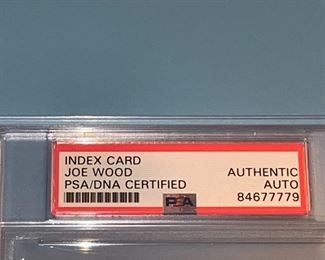 INDEX CARD
JOE WOOD
PSA/DNA CERTIFIED
AUTHENTIC
AUTO
84677779
PSA